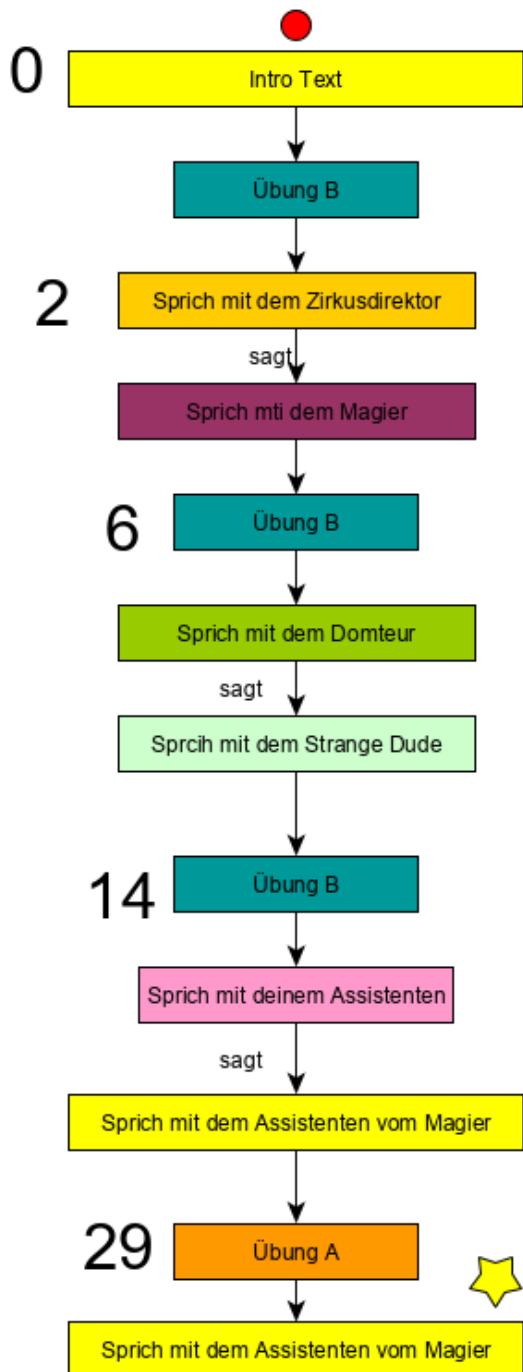 0
Intro Text
Übung B
2
Sprich mit dem Zirkusdirektor
sagt
Sprich mti dem Magier
6
Übung B
Sprich mit dem Domteur
sagt
Sprcih mit dem Strange Dude
14
Übung B
Sprich mit deinem Assistenten
sagt
Sprich mit dem Assistenten vom Magier
29
Übung A
Sprich mit dem Assistenten vom Magier